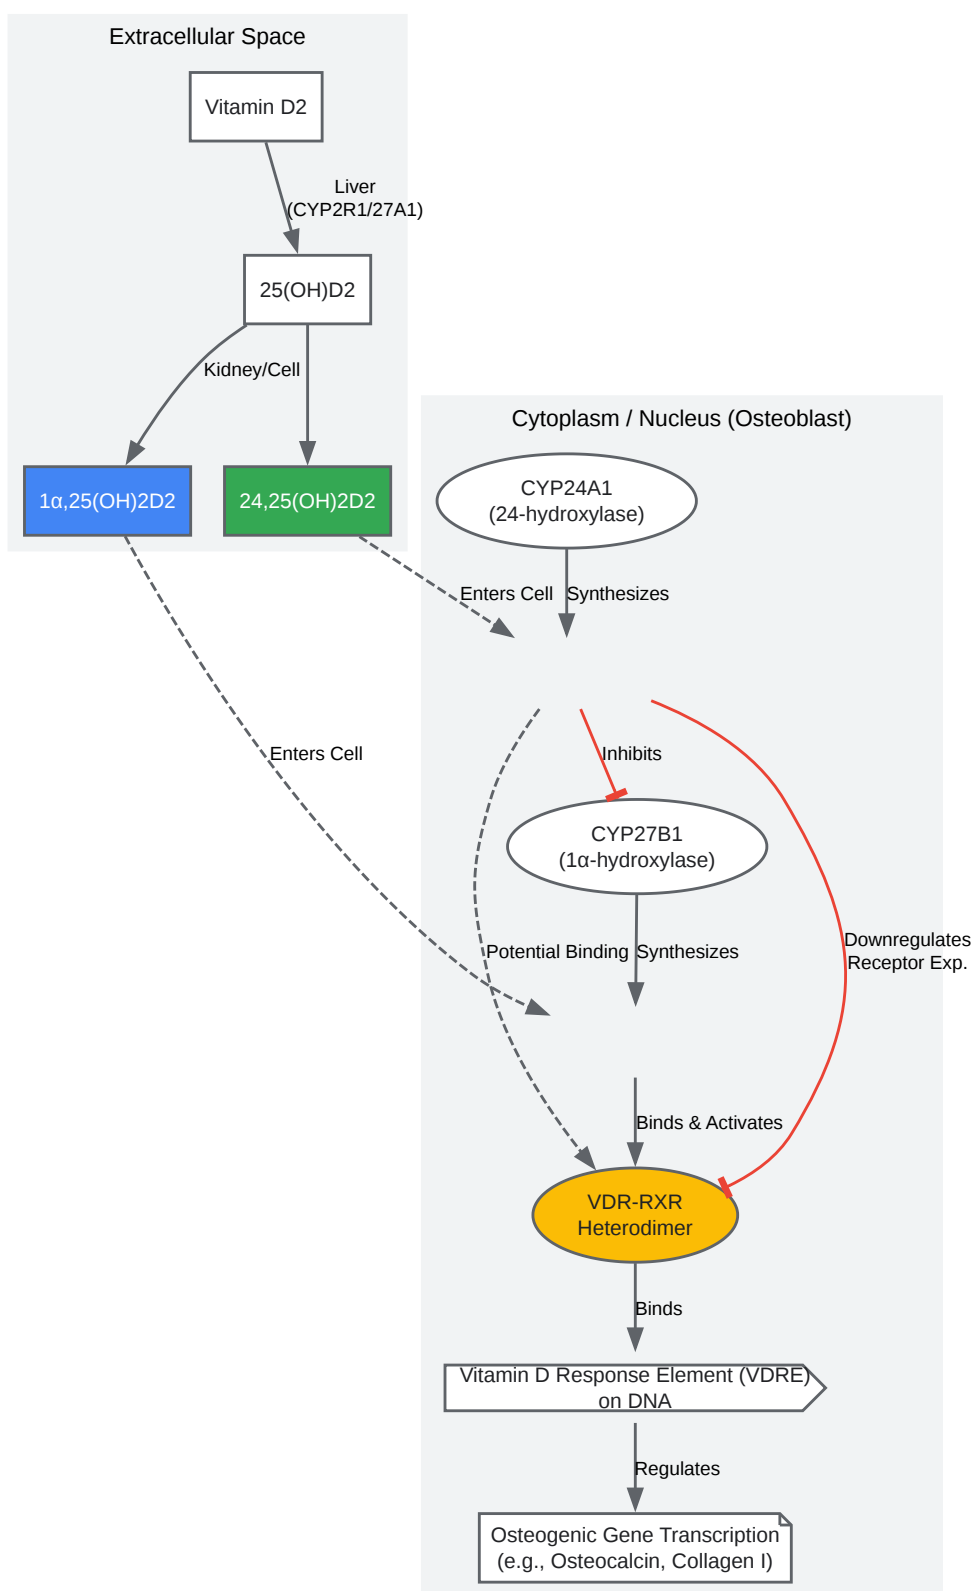 Extracellular Space
Vitamin D2
Liver
(CYP2R1/27A1)
25(OH)D2
Kidney/Cell
1α,25(OH)2D2
24,25(OH)2D2
Cytoplasm / Nucleus (Osteoblast)
CYP24A1
(24-hydroxylase)
Enters Cell
Synthesizes
Enters Cell
Inhibits
CYP27B1
(1α-hydroxylase)
Potential Binding
Synthesizes
Downregulates
Receptor Exp.
Binds & Activates
VDR-RXR
Heterodimer
Binds
Vitamin D Response Element (VDRE)
on DNA
Regulates
Osteogenic Gene Transcription
(e.g., Osteocalcin, Collagen I)